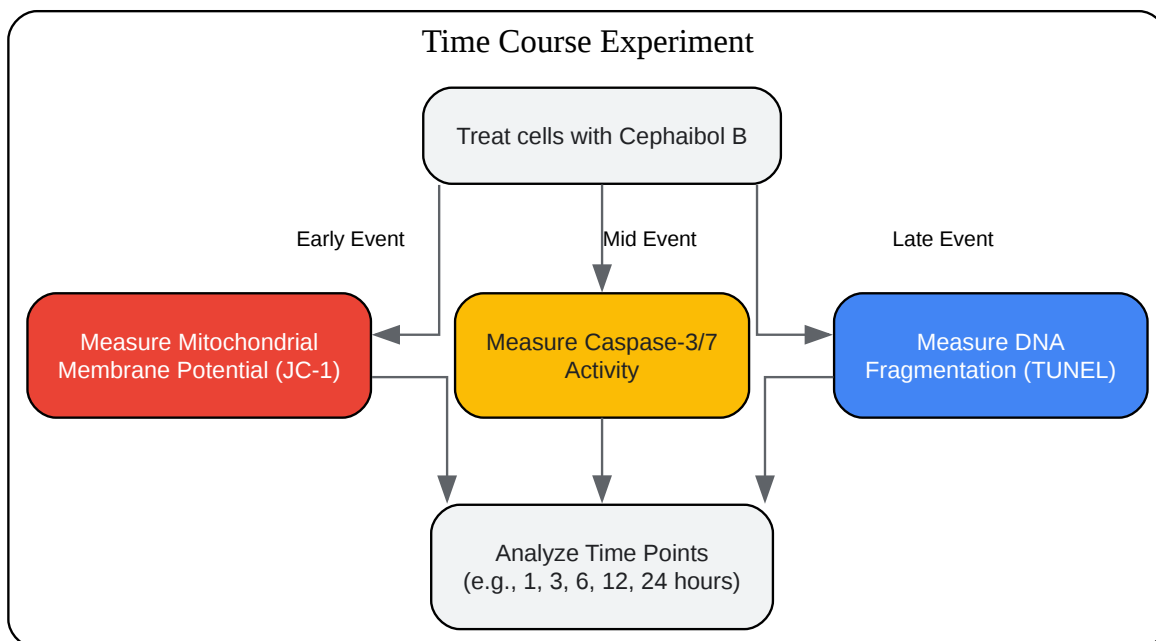 Time Course Experiment
Treat cells with Cephaibol B
Early Event
Mid Event
Late Event
Measure Mitochondrial
Membrane Potential (JC-1)
Measure Caspase-3/7
Activity
Measure DNA
Fragmentation (TUNEL)
Analyze Time Points
(e.g., 1, 3, 6, 12, 24 hours)